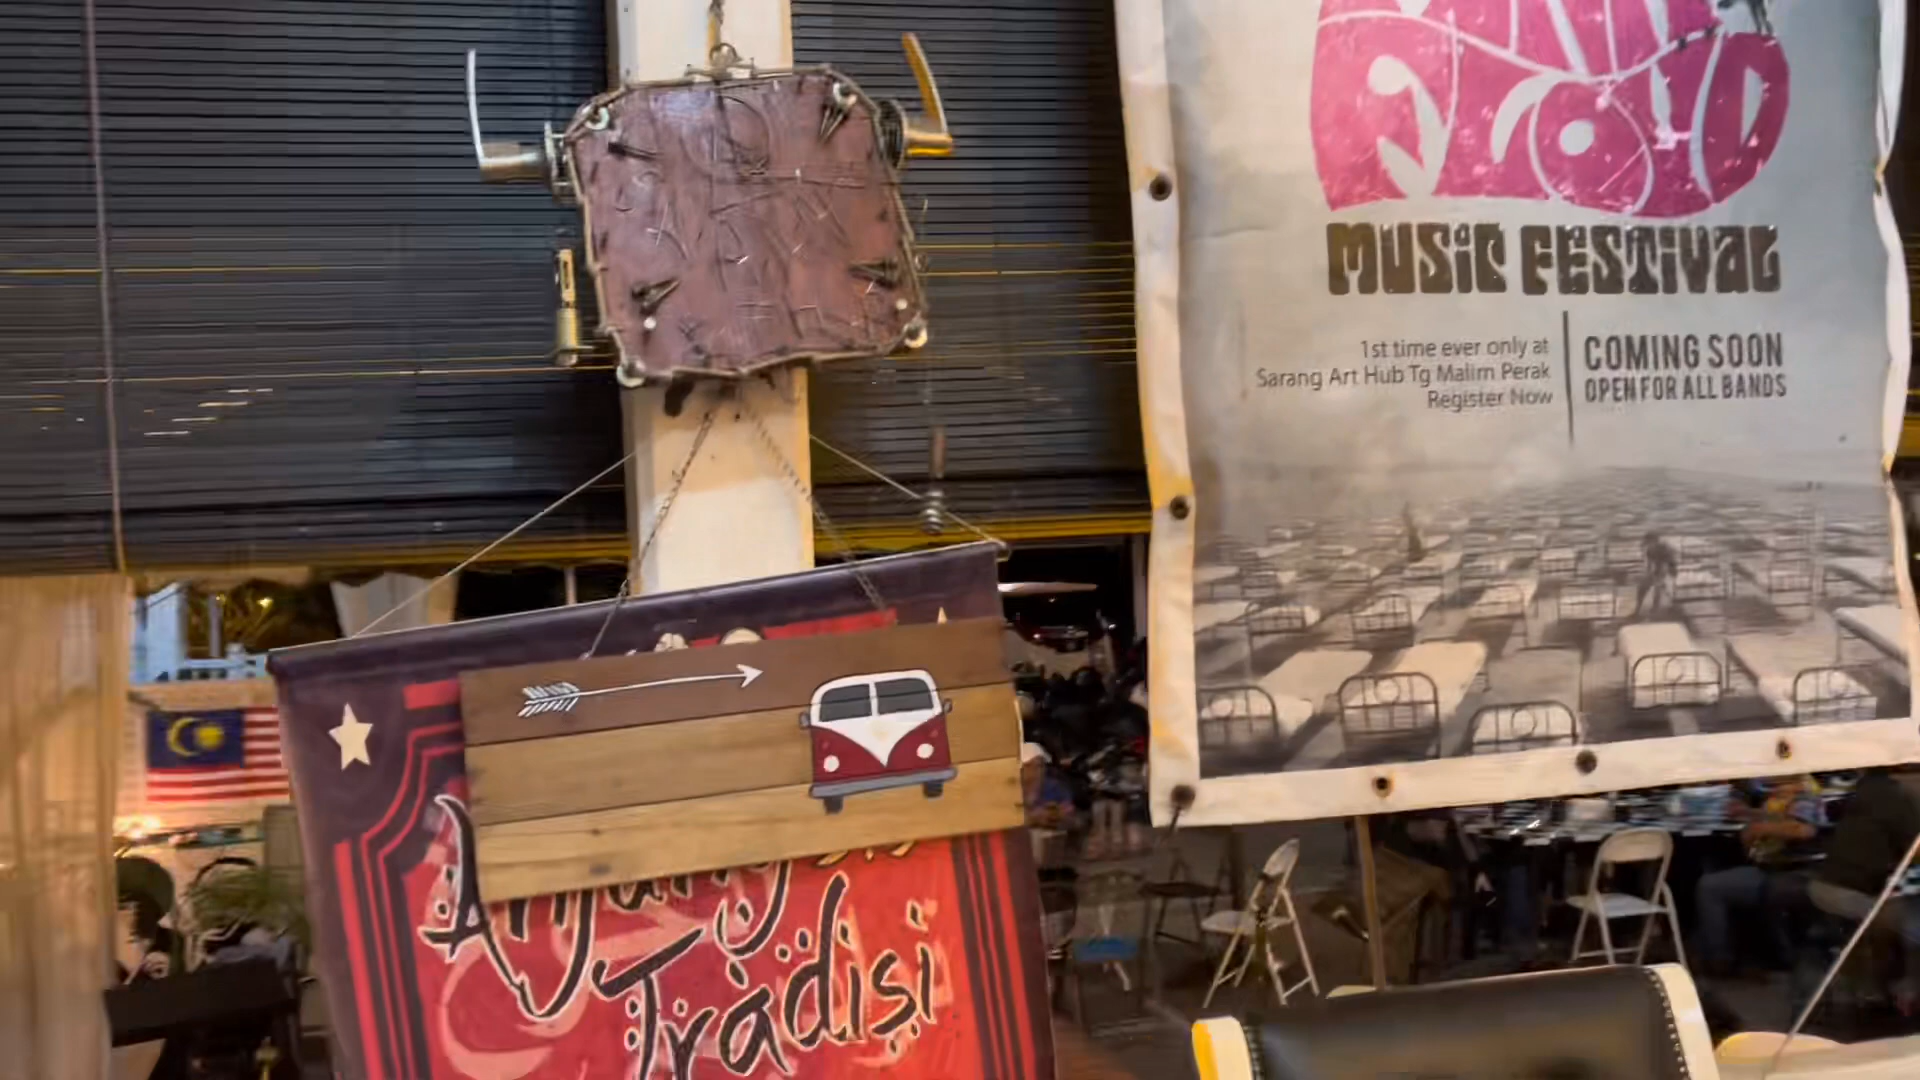 MUSIC FESTIVAL
1st time ever only at
Sarang Art Hub Tg Malim Perak
Register Now
COMING SOON
OPEN FOR ALL BANDS
Tradisi